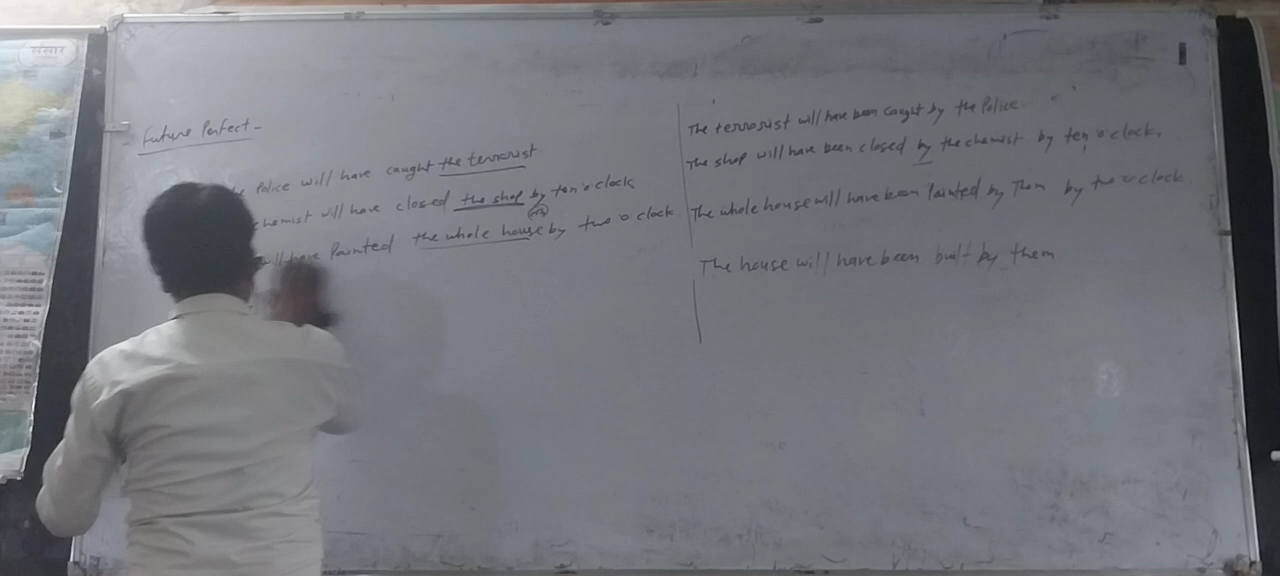 संसार
Future Perfect -
Police will have caught the terrorist
chemist will have closed the shop by ten o'clock
will have Painted the whole house by two o'clock
The terrorist will have been caught by the Police
The shop will have been closed by the chemist by ten o'clock.
The whole house will have been Painted by Them by two o'clock
The house will have been built by them